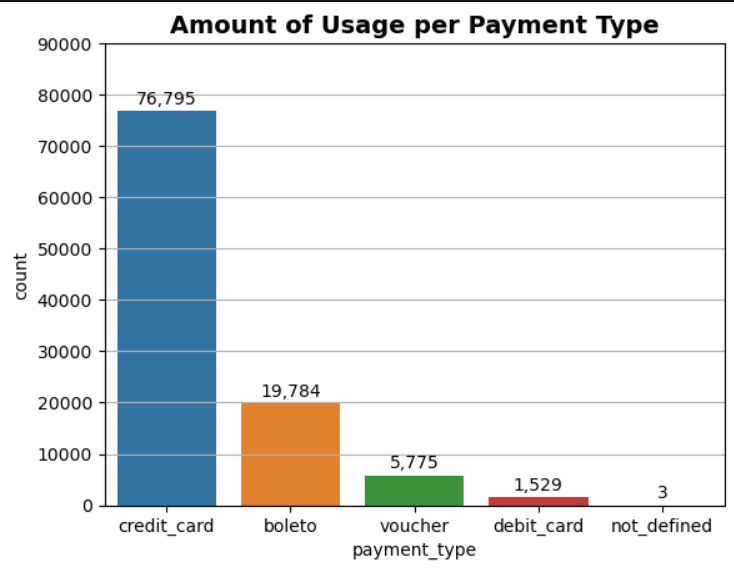 Amount of Usage per Payment Type
90000
80000
70000
60000
50000
40000
30000
20000
10000
0
count
76,795
19,784
5,775
1,529
3
credit_card
boleto
voucher
debit_card
not_defined
payment_type